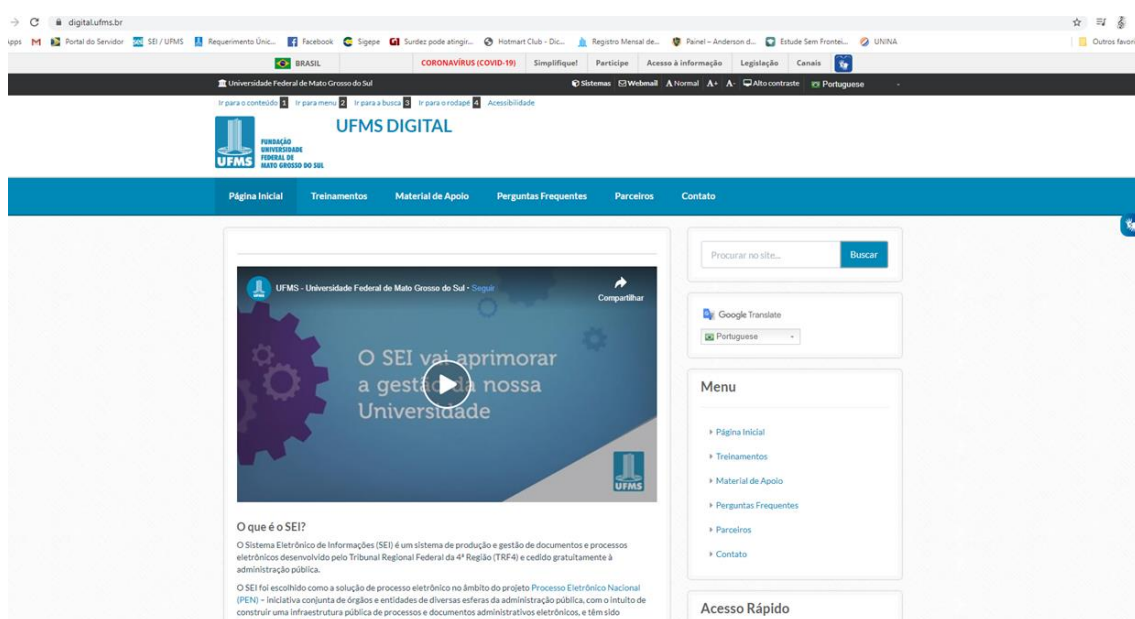 digital.ufms.br
Apps Portal do Servidor SEI / UFMS Requerimento Únic... Facebook Sigepe Surdez pode atingir... Hotmart Club - Dic... Registro Mensal de... Painel – Anderson d... Estude Sem Frontei... UNINA Outros favori
BRASIL CORONAVÍRUS (COVID-19) Simplifique! Participe Acesso à informação Legislação Canais
Universidade Federal de Mato Grosso do Sul Sistemas Webmail A Normal A+ A- Alto contraste Portuguese
Ir para o conteúdo 1 Ir para menu 2 Ir para a busca 3 Ir para o rodapé 4 Acessibilidade
UFMS DIGITAL
UFMS
FUNDAÇÃO
UNIVERSIDADE
FEDERAL DE
MATO GROSSO DO SUL
Página Inicial Treinamentos Material de Apoio Perguntas Frequentes Parceiros Contato
Procurar no site... Buscar
UFMS - Universidade Federal de Mato Grosso do Sul • Seguir
Compartilhar
O SEI vai aprimorar
a gestão da nossa
Universidade
UFMS
Google Translate
Portuguese
Menu
Página Inicial
Treinamentos
Material de Apoio
Perguntas Frequentes
Parceiros
Contato
Acesso Rápido
O que é o SEI?
O Sistema Eletrônico de Informações (SEI) é um sistema de produção e gestão de documentos e processos
eletrônicos desenvolvido pelo Tribunal Regional Federal da 4ª Região (TRF4) e cedido gratuitamente à
administração pública.
O SEI foi escolhido como a solução de processo eletrônico no âmbito do projeto Processo Eletrônico Nacional
(PEN) – iniciativa conjunta de órgãos e entidades de diversas esferas da administração pública, com o intuito de
construir uma infraestrutura pública de processos e documentos administrativos eletrônicos, e têm sido